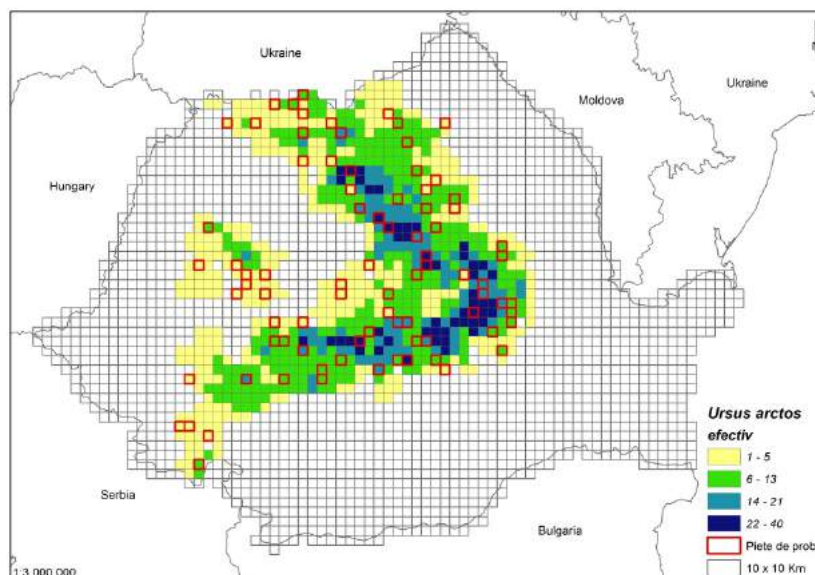 Ukraine
Moldova
Ukraine
Hungary
Serbia
Bulgaria
Ursus arctos
efectiv
1 - 5
6 - 13
14 - 21
22 - 40
Piete de prob
10 x 10 Km
1:3 000 000